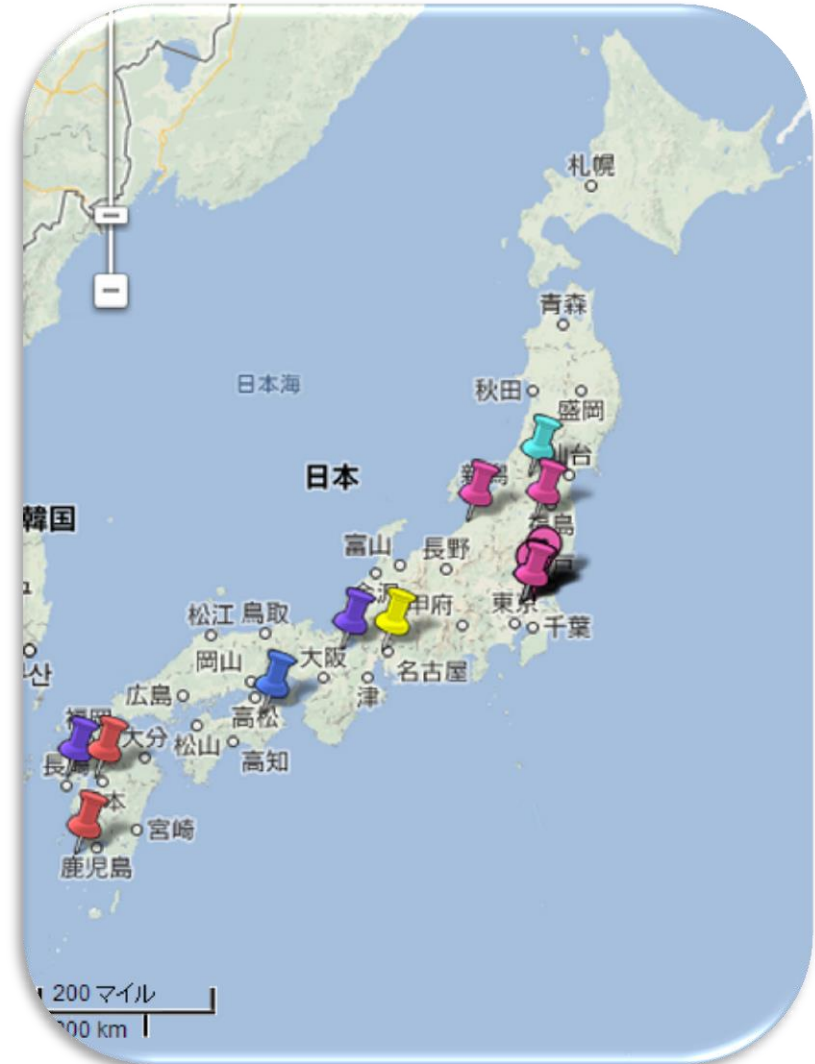 札幌
青森
日本海
秋田
盛岡
日本
韓国
富山
長野
東京
千葉
松江
鳥取
甲府
岡山
大阪
名古屋
広島
津
高松
大分
松山
高知
宮崎
鹿児島
200 マイル